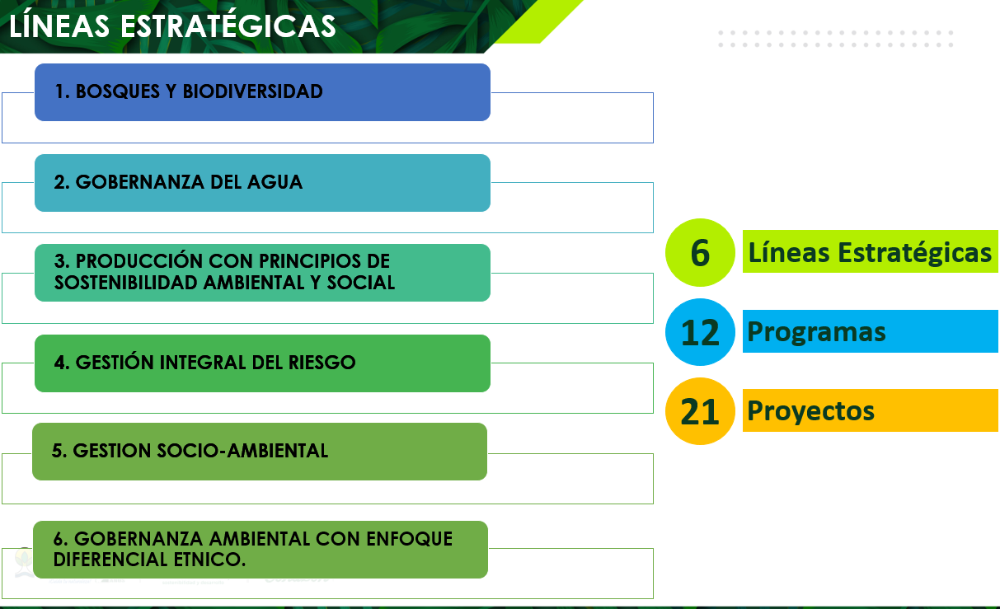 LÍNEAS ESTRATÉGICAS
1. BOSQUES Y BIODIVERSIDAD
2. GOBERNANZA DEL AGUA
3. PRODUCCIÓN CON PRINCIPIOS DE
SOSTENIBILIDAD AMBIENTAL Y SOCIAL
4. GESTIÓN INTEGRAL DEL RIESGO
5. GESTION SOCIO-AMBIENTAL
6. GOBERNANZA AMBIENTAL CON ENFOQUE
DIFERENCIAL ETNICO.
6 Líneas Estratégicas
12 Programas
21 Proyectos